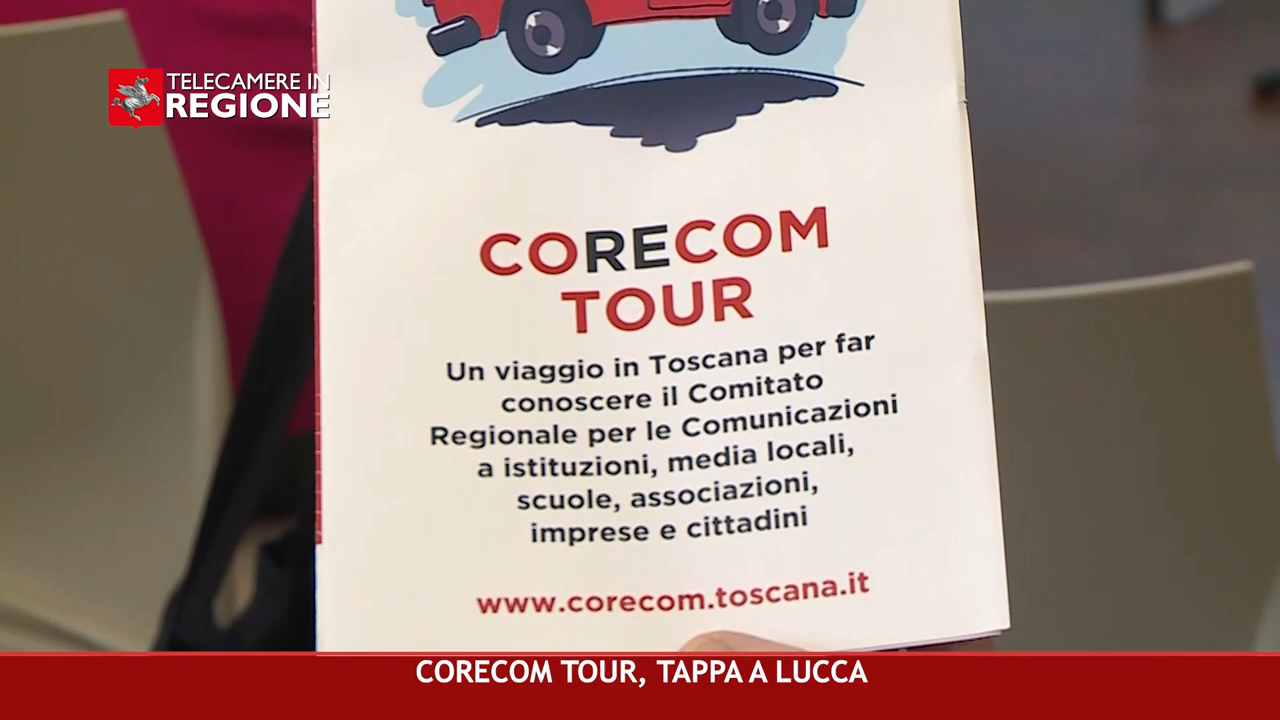 TELECAMERE IN
REGIONE
CORECOM
TOUR
Un viaggio in Toscana per far
conoscere il Comitato
Regionale per le Comunicazioni
a istituzioni, media locali,
scuole, associazioni,
imprese e cittadini
www.corecom.toscana.it
CORECOM TOUR, TAPPA A LUCCA